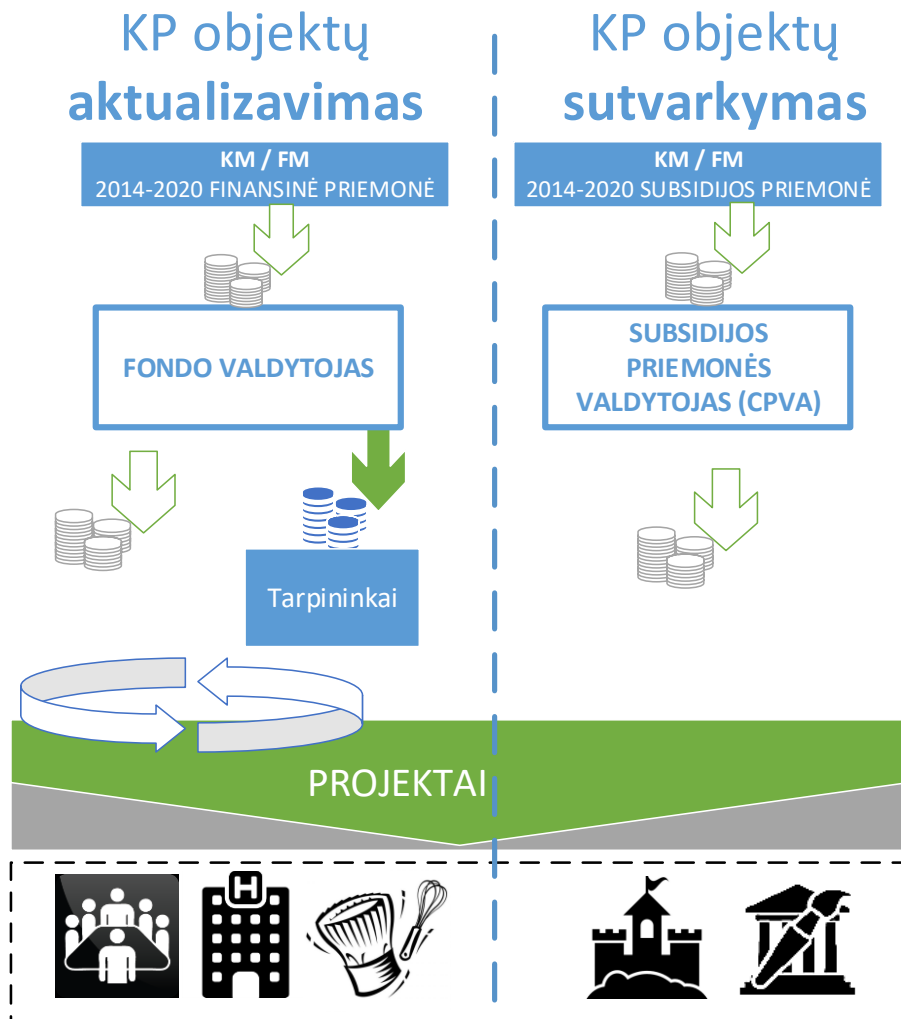 KP objektų
aktualizavimas
KM / FM
2014-2020 FINANSINĖ PRIEMONĖ
FONDO VALDYTOJAS
Tarpininkai
KP objektų
sutvarkymas
KM / FM
2014-2020 SUBSIDIJOS PRIEMONĖ
SUBSIDIJOS
PRIEMONĖS
VALDYTOJAS (CPVA)
PROJEKTAI
H